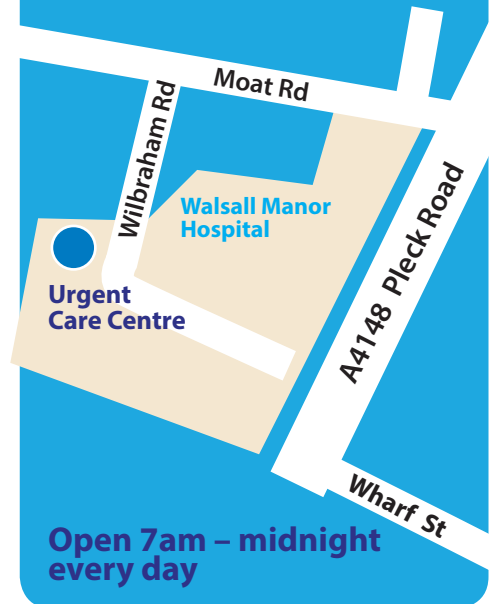 Moat Rd
Wilbraham Rd
Walsall Manor
Hospital
Urgent
Care Centre
A4148 Pleck Road
Wharf St
Open 7am – midnight
every day